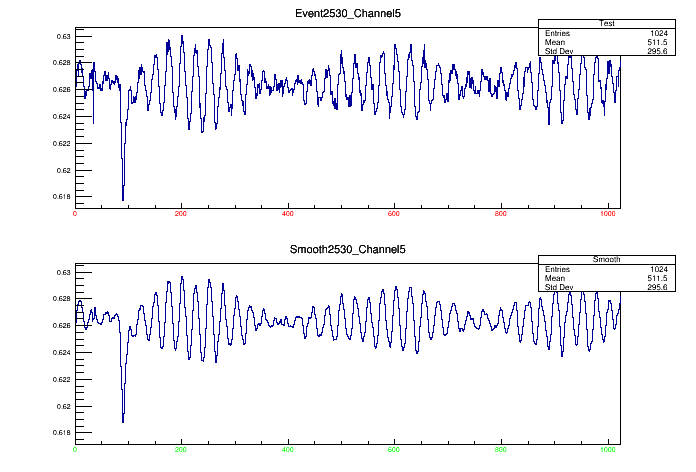 Event2530_Channel5
Test
Entries 1024
Mean 511.5
Std Dev 295.6
0.63
0.628
0.626
0.624
0.622
0.62
0.618
0 200 400 600 800 1000
Smooth2530_Channel5
Smooth
Entries 1024
Mean 511.5
Std Dev 295.6
0.63
0.628
0.626
0.624
0.622
0.62
0.618
0 200 400 600 800 1000